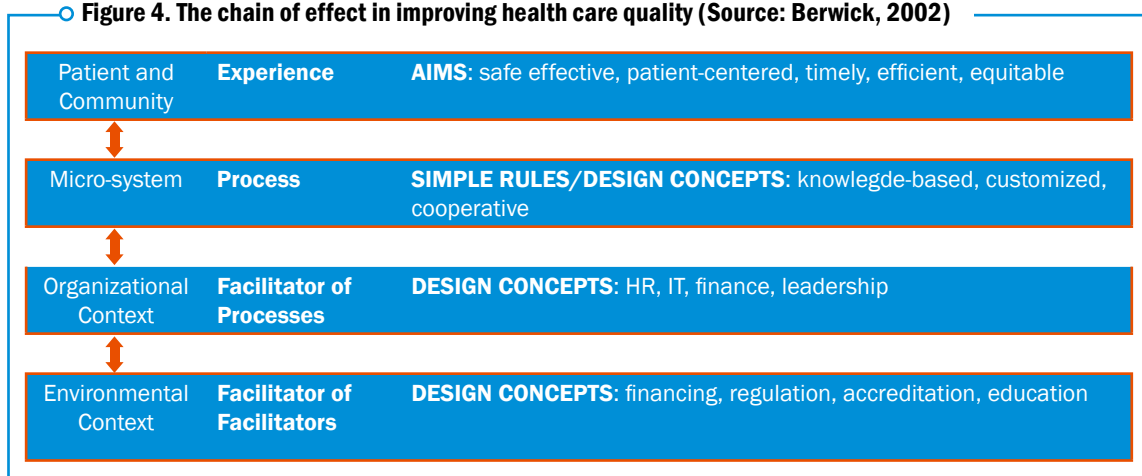 Figure 4. The chain of effect in improving health care quality (Source: Berwick, 2002)
Patient and
Community
Experience
AIMS: safe effective, patient-centered, timely, efficient, equitable
Micro-system
Process
SIMPLE RULES/DESIGN CONCEPTS: knowlegde-based, customized,
cooperative
Organizational
Context
Facilitator of
Processes
DESIGN CONCEPTS: HR, IT, finance, leadership
Environmental
Context
Facilitator of
Facilitators
DESIGN CONCEPTS: financing, regulation, accreditation, education